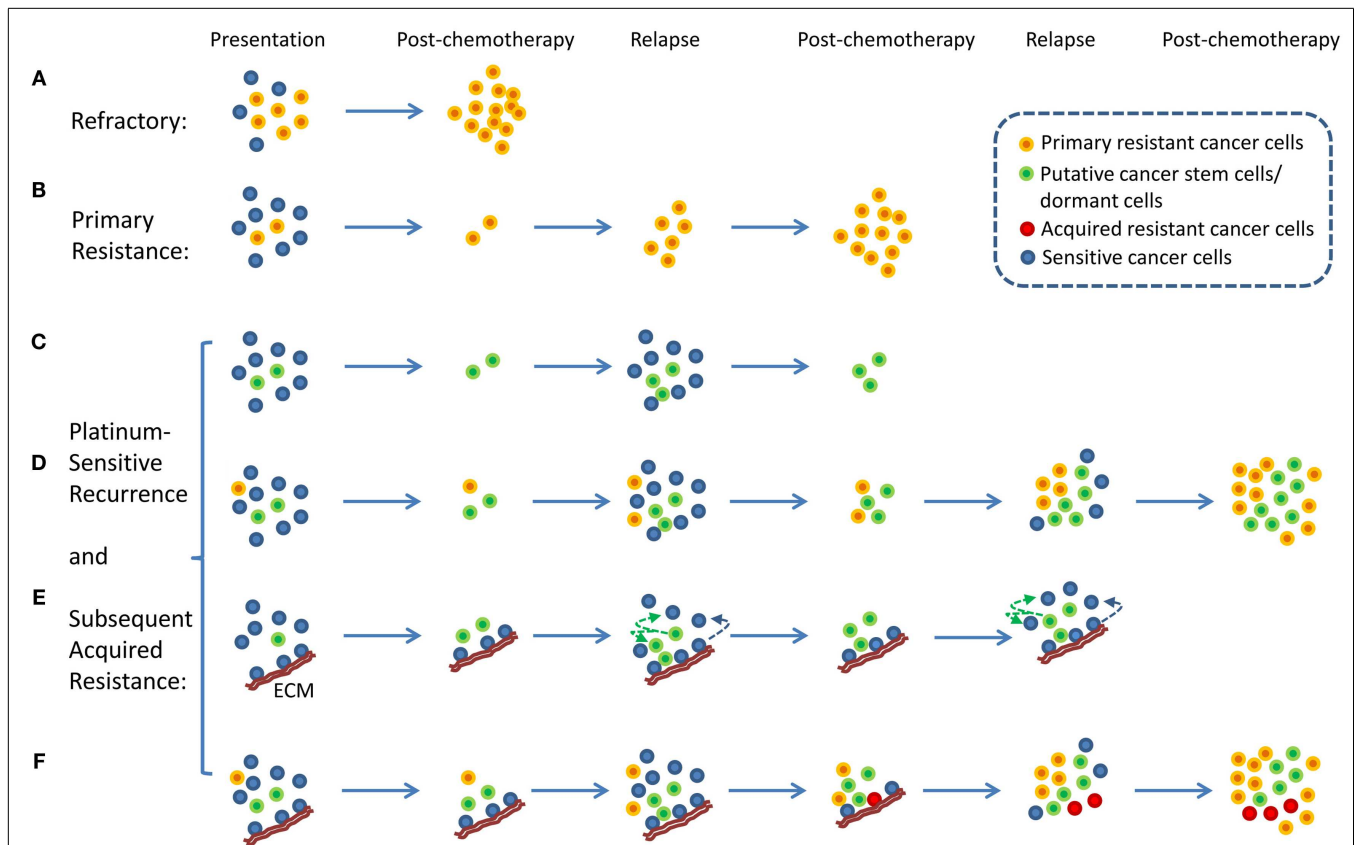 Presentation Post-chemotherapy Relapse Post-chemotherapy Relapse Post-chemotherapy
A
Refractory:
B
Primary
Resistance:
Primary resistant cancer cells
Putative cancer stem cells/
dormant cells
Acquired resistant cancer cells
Sensitive cancer cells
C
Platinum-
Sensitive
Recurrence
D
and
E
Subsequent
Acquired
Resistance:
ECM
F